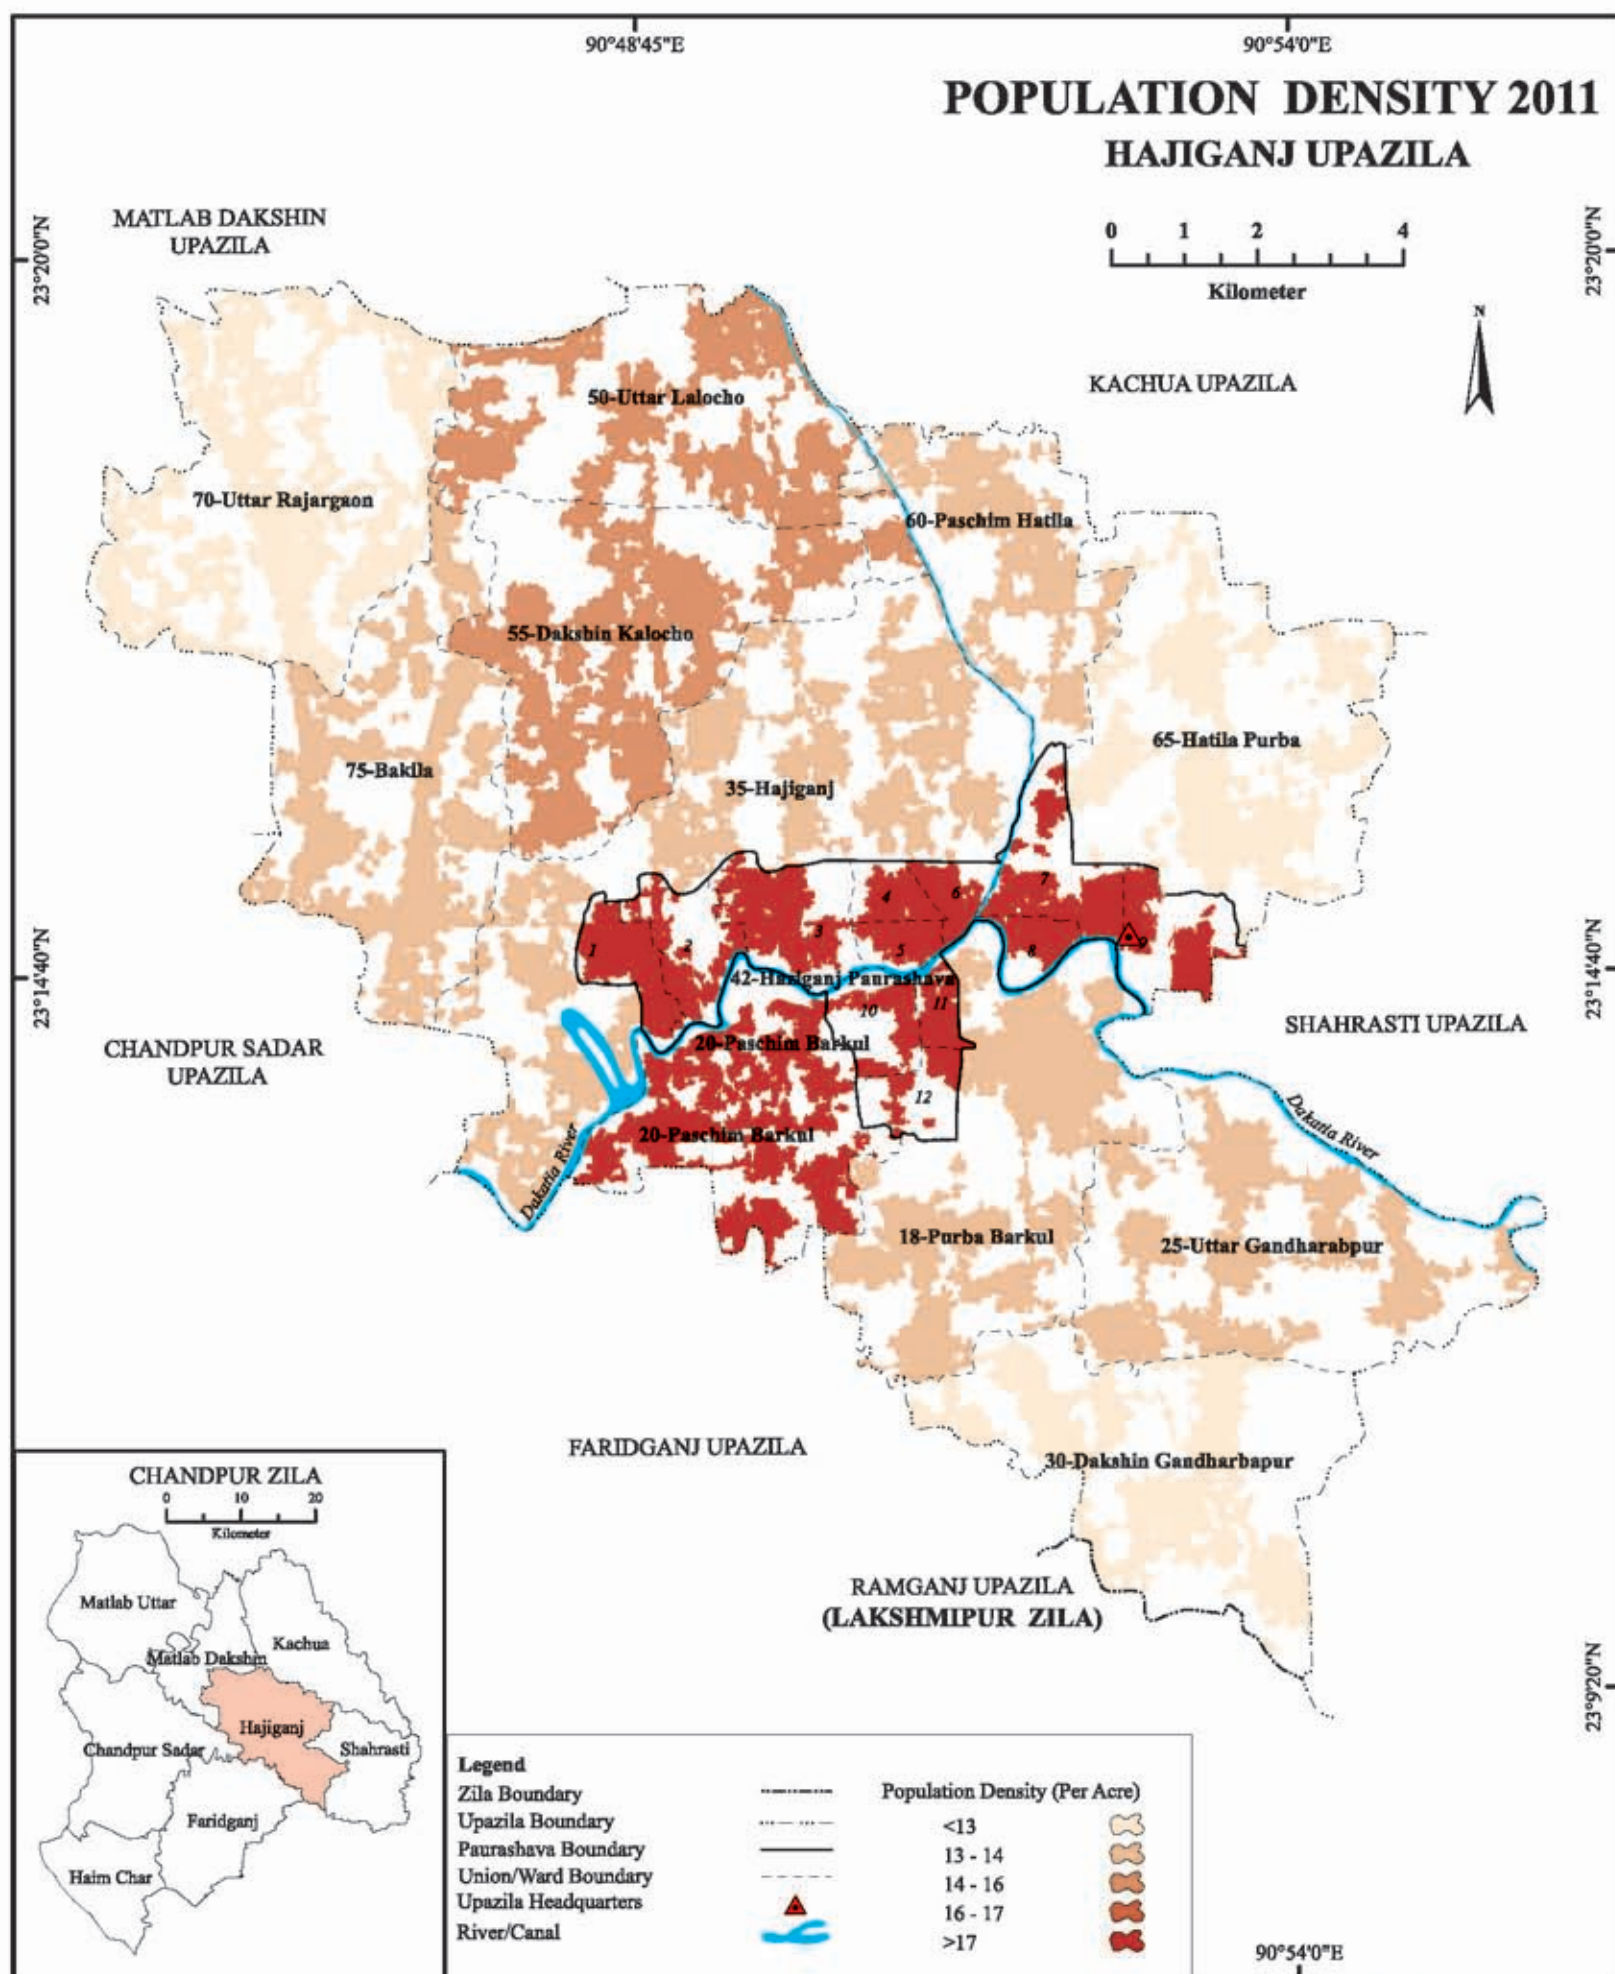 90°48'45"E
90°54'0"E
POPULATION DENSITY 2011
HAJIGANJ UPAZILA
MATLAB DAKSHIN
UPAZILA
23°20'0"N
23°20'0"N
0 1 2 4
Kilometer
N
KACHUA UPAZILA
50-Uttar Lalocho
70-Uttar Rajargaon
60-Paschim Hatila
55-Dakshin Kalocho
65-Hatila Purba
75-Bakila
35-Hajiganj
7
4
6
3
1
2
5
8
9
42-Haziganj Paurashava
23°14'40"N
23°14'40"N
10
11
SHAHRASTI UPAZILA
CHANDPUR SADAR
UPAZILA
20-Paschim Barkul
12
20-Paschim Barkul
Dakatia River
Dakatia River
18-Purba Barkul
25-Uttar Gandharabpur
FARIDGANJ UPAZILA
30-Dakshin Gandharbapur
RAMGANJ UPAZILA
(LAKSHMIPUR ZILA)
23°9'20"N
CHANDPUR ZILA
0 10 20
Kilometer
Matlab Uttar
Kachua
Matlab Dakshin
Hajiganj
Chandpur Sadar
Shahrasti
Faridganj
Haim Char
Legend
Zila Boundary
Upazila Boundary
Paurashava Boundary
Union/Ward Boundary
Upazila Headquarters
River/Canal
Population Density (Per Acre)
<13
13 - 14
14 - 16
16 - 17
>17
90°54'0"E